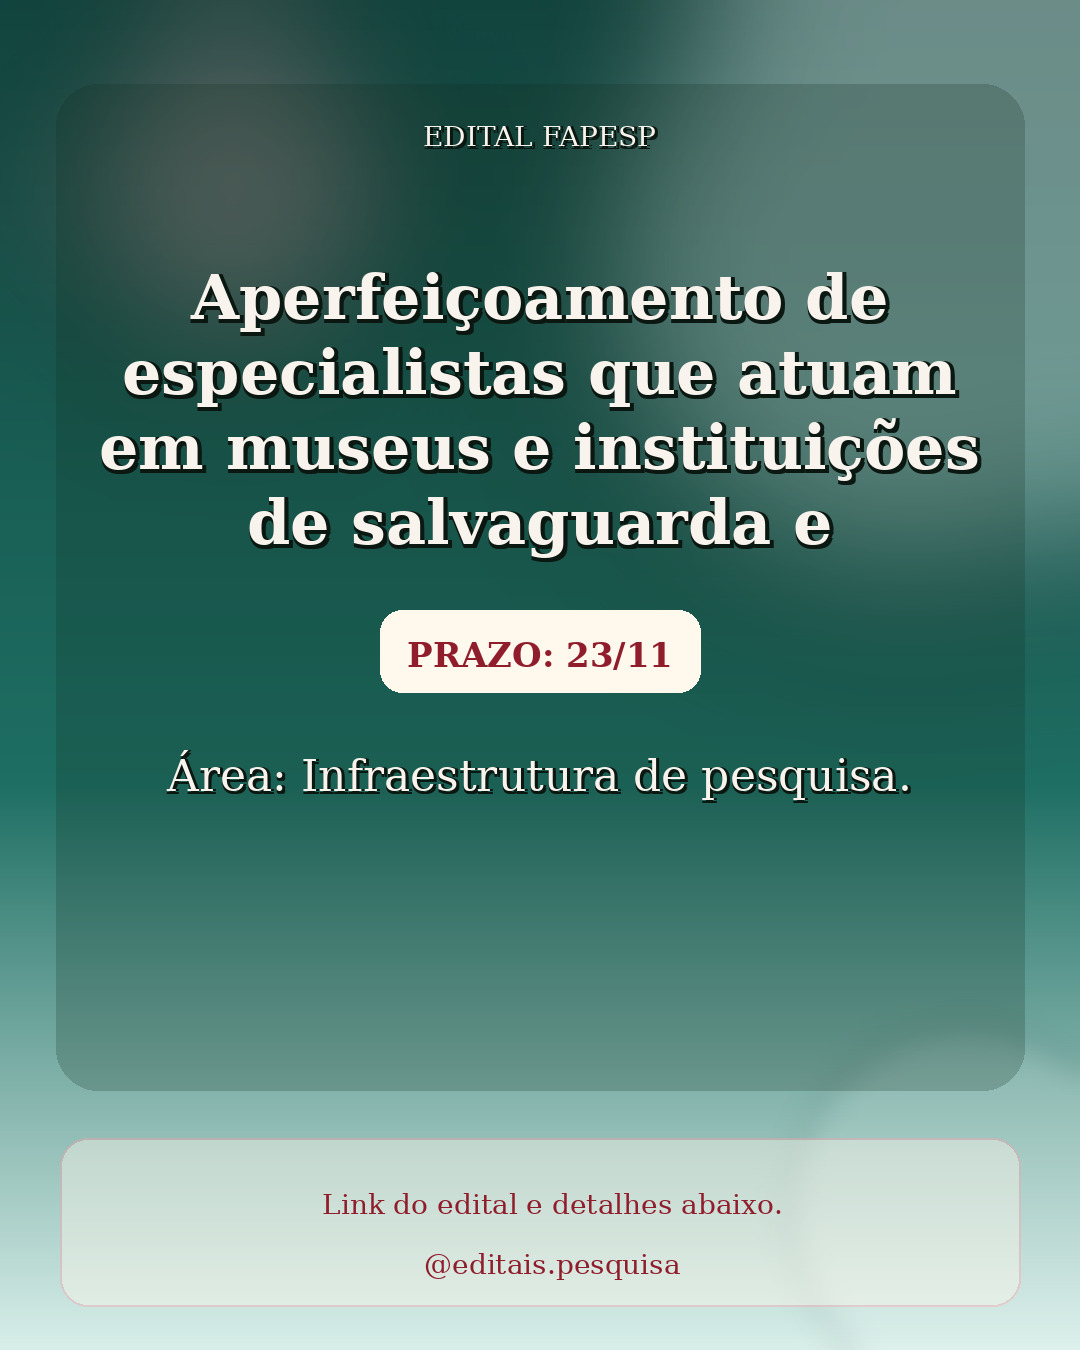 EDITAL FAPESP
Aperfeiçoamento de
especialistas que atuam
em museus e instituições
de salvaguarda e
PRAZO: 23/11
Área: Infraestrutura de pesquisa.
Link do edital e detalhes abaixo.
@editais.pesquisa